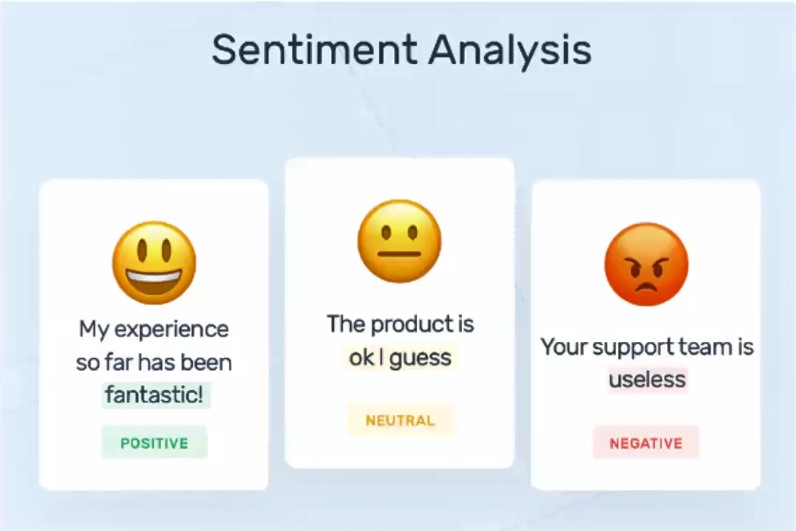 Sentiment Analysis
My experience
so far has been
fantastic!
POSITIVE
The product is
ok I guess
NEUTRAL
Your support team is
useless
NEGATIVE